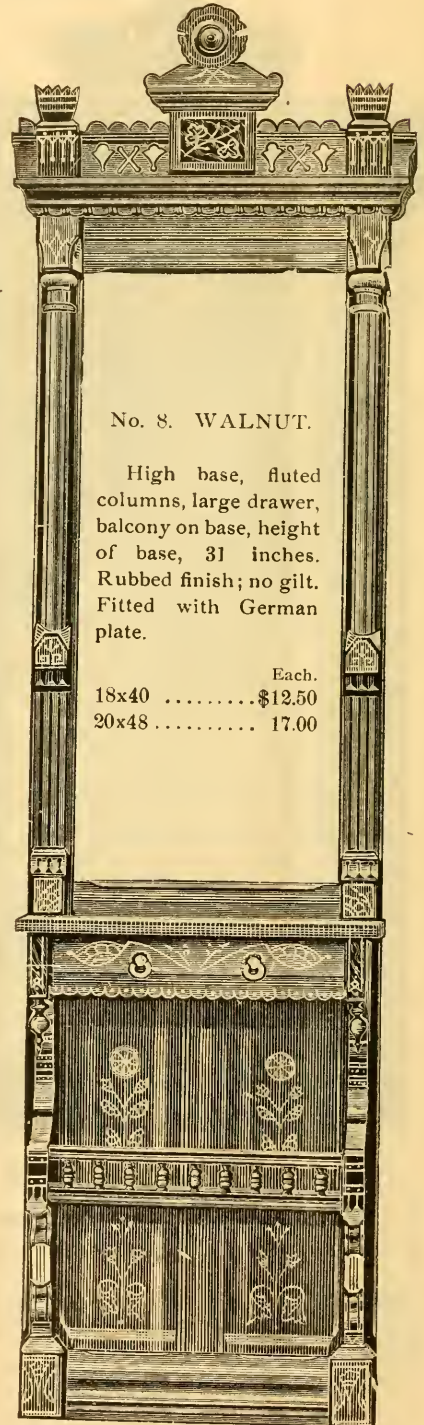 No. 8. WALNUT.
High base, fluted
columns, large drawer,
balcony on base, height
of base, 31 inches.
Rubbed finish; no gilt.
Fitted with German
plate.
Each.
18x40 ......... $12.50
20x48 .......... 17.00